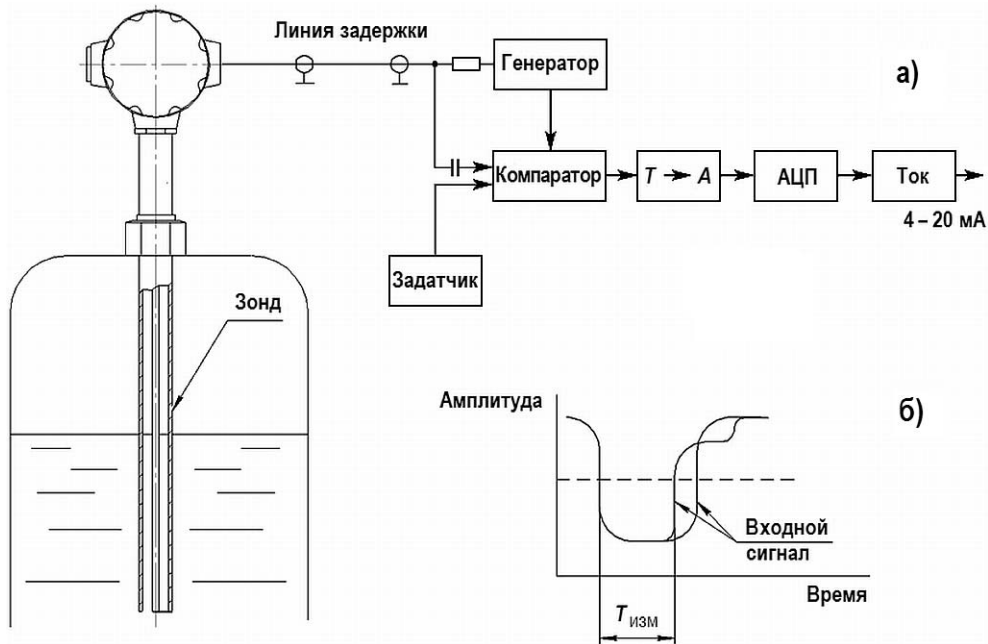 Линия задержки
Генератор
а)
Компаратор
T
A
АЦП
Ток
4 – 20 мА
Задатчик
Зонд
Амплитуда
б)
Входной
сигнал
Время
Tизм